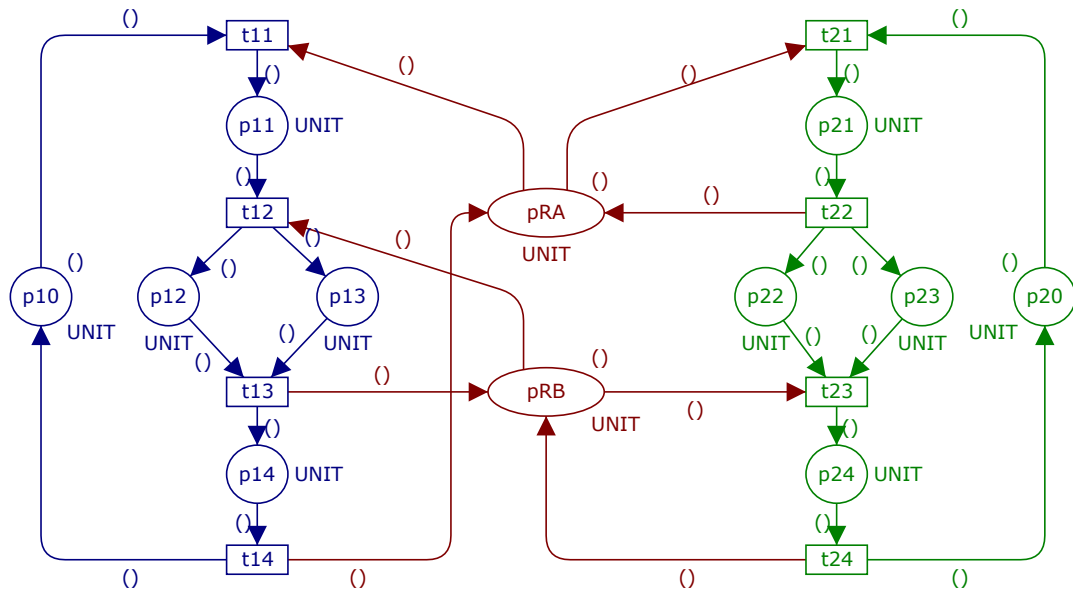 () ()
t11 t21
() ()
() () ()
p11 UNIT p21 UNIT
() () () ()
t12 pRA t22
() () UNIT
() () () () ()
p10 p12 p13 p22 p23 p20
UNIT UNIT UNIT UNIT UNIT UNIT
() () () () ()
() ()
t13 pRB t23
UNIT ()
() ()
p14 UNIT p24 UNIT
() ()
t14 t24
() () () ()